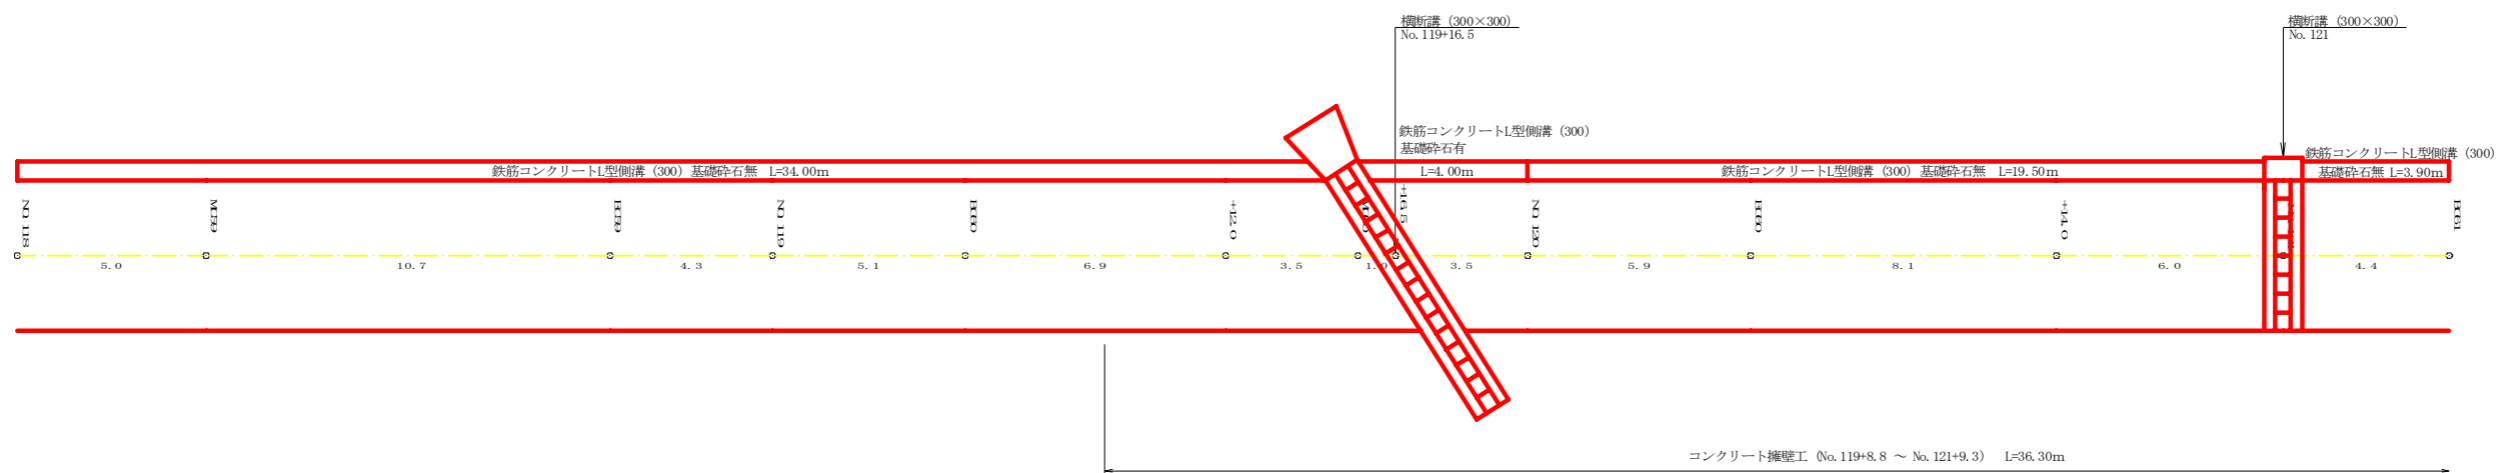 横断溝（300×300）
No.119+16.5
横断溝（300×300）
No.121
鉄筋コンクリートL型側溝（300）
基礎砕石有
鉄筋コンクリートL型側溝（300）基礎砕石無　L=34.00m
L=4.00m
鉄筋コンクリートL型側溝（300）基礎砕石無　L=19.50m
鉄筋コンクリートL型側溝（300）
基礎砕石無 L=3.90m
NO.118
NO.119
+12.0
+16.5
NO.120
+14.0
5.0
10.7
4.3
5.1
6.9
3.5
1.0
3.5
5.9
8.1
6.0
4.4
コンクリート擁壁工（No.119+8.8 ～ No.121+9.3）　L=36.30m